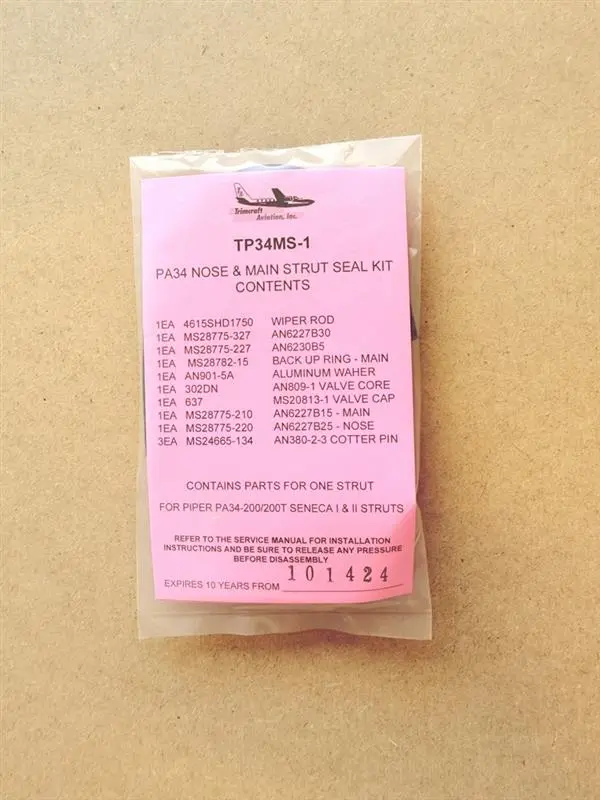 Trimcraft
Aviation, Inc.
TP34MS-1
PA34 NOSE & MAIN STRUT SEAL KIT
CONTENTS
1EA 4615SHD1750 WIPER ROD
1EA MS28775-327 AN6227B30
1EA MS28775-227 AN6230B5
1EA MS28782-15 BACK UP RING - MAIN
1EA AN901-5A ALUMINUM WAHER
1EA 302DN AN809-1 VALVE CORE
1EA 637 MS20813-1 VALVE CAP
1EA MS28775-210 AN6227B15 - MAIN
1EA MS28775-220 AN6227B25 - NOSE
3EA MS24665-134 AN380-2-3 COTTER PIN
CONTAINS PARTS FOR ONE STRUT
FOR PIPER PA34-200/200T SENECA I & II STRUTS
REFER TO THE SERVICE MANUAL FOR INSTALLATION
INSTRUCTIONS AND BE SURE TO RELEASE ANY PRESSURE
BEFORE DISASSEMBLY
EXPIRES 10 YEARS FROM 101424